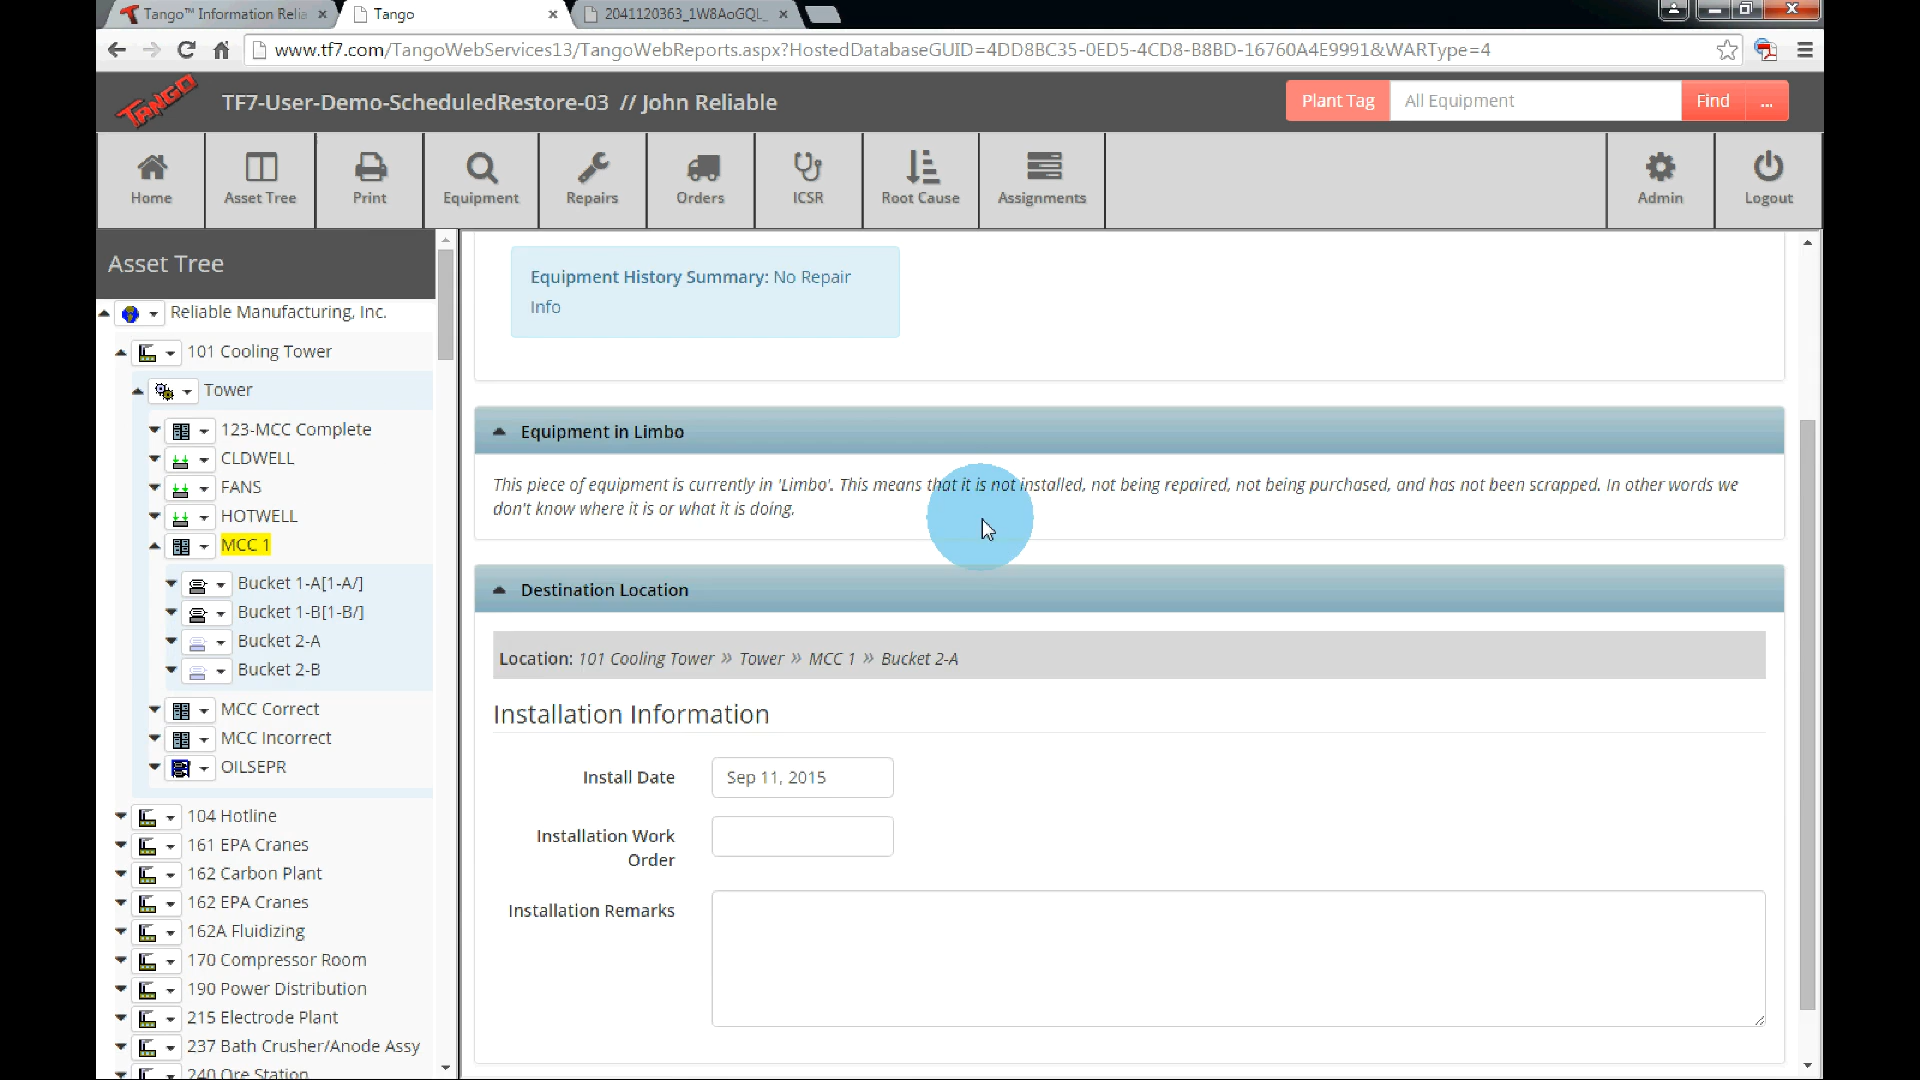 Tango™ Information Relia
Tango
2041120363_1W8AoGQL_
www.tf7.com/TangoWebServices13/TangoWebReports.aspx?HostedDatabaseGUID=4DD8BC35-0ED5-4CD8-B8BD-16760A4E9991&WARType=4
TANGO
TF7-User-Demo-ScheduledRestore-03 // John Reliable
Plant Tag
All Equipment
Find
...
Home
Asset Tree
Print
Equipment
Repairs
Orders
ICSR
Root Cause
Assignments
Admin
Logout
Asset Tree
Reliable Manufacturing, Inc.
101 Cooling Tower
Tower
123-MCC Complete
CLDWELL
FANS
HOTWELL
MCC 1
Bucket 1-A[1-A/]
Bucket 1-B[1-B/]
Bucket 2-A
Bucket 2-B
MCC Correct
MCC Incorrect
OILSEPR
104 Hotline
161 EPA Cranes
162 Carbon Plant
162 EPA Cranes
162A Fluidizing
170 Compressor Room
190 Power Distribution
215 Electrode Plant
237 Bath Crusher/Anode Assy
240 Ore Station
Equipment History Summary: No Repair
Info
Equipment in Limbo
This piece of equipment is currently in 'Limbo'. This means that it is not installed, not being repaired, not being purchased, and has not been scrapped. In other words we
don't know where it is or what it is doing.
Destination Location
Location: 101 Cooling Tower » Tower » MCC 1 » Bucket 2-A
Installation Information
Install Date
Sep 11, 2015
Installation Work
Order
Installation Remarks